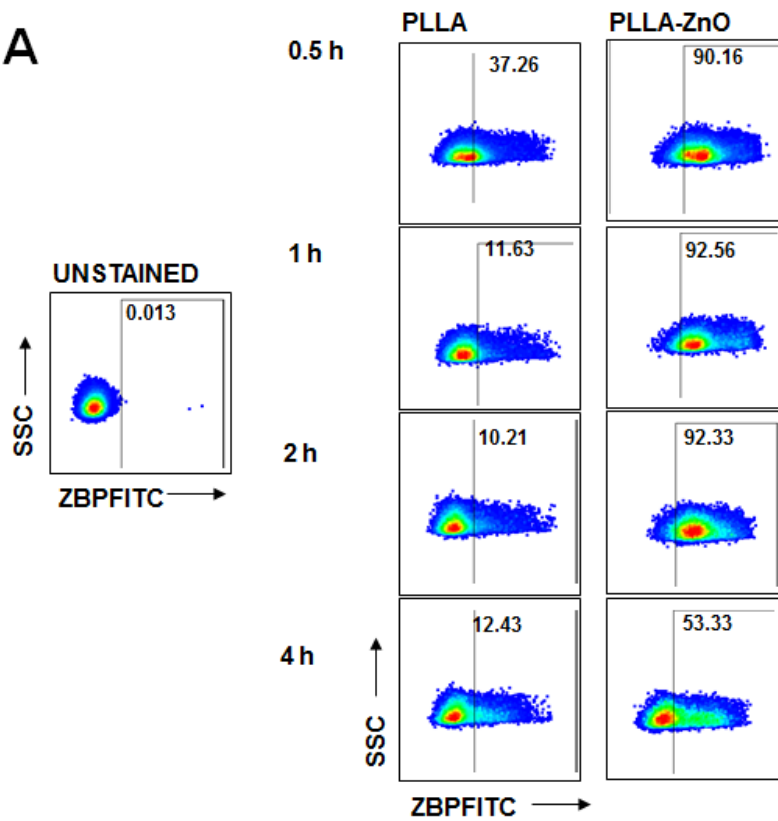 A
PLLA PLLA-ZnO
0.5 h
37.26 90.16
1 h
11.63 92.56
UNSTAINED
0.013
SSC
ZBPFITC
2 h
10.21 92.33
4 h
12.43 53.33
SSC
ZBPFITC